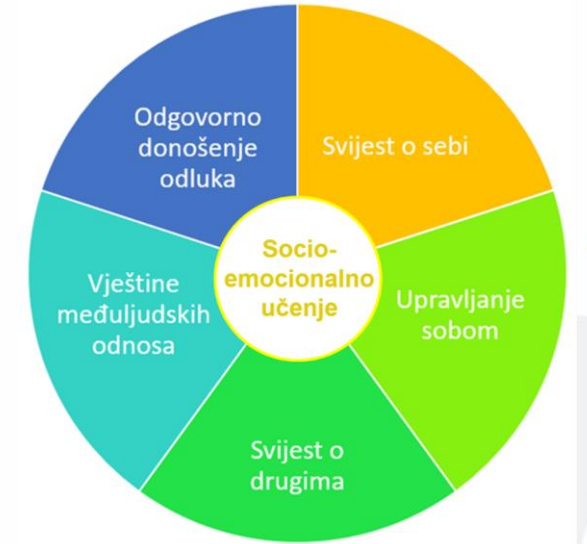 Odgovorno
donošenje
odluka
Svijest o sebi
Socio-
emocionalno
učenje
Vještine
međuljudskih
odnosa
Upravljanje
sobom
Svijest o
drugima